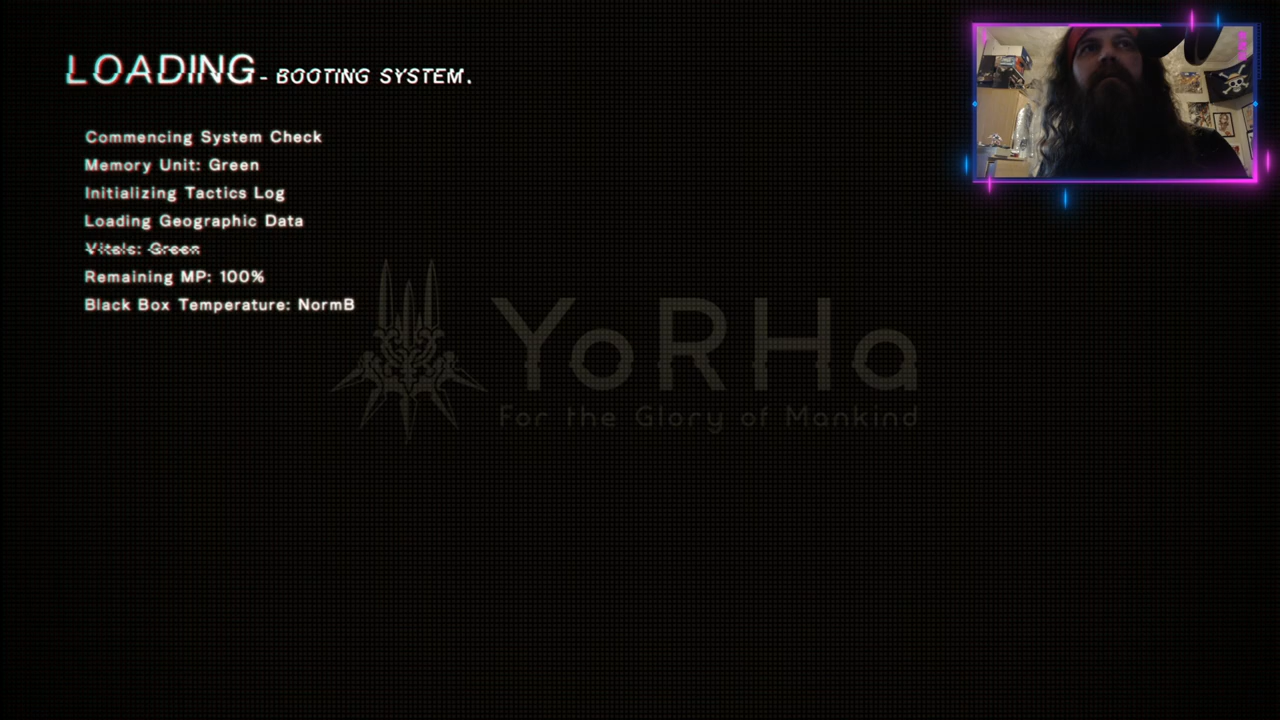 LOADING - BOOTING SYSTEM.
Commencing System Check
Memory Unit: Green
Initializing Tactics Log
Loading Geographic Data
Vitals: Green
Remaining MP: 100%
Black Box Temperature: NormB
YoRHa
For the Glory of Mankind